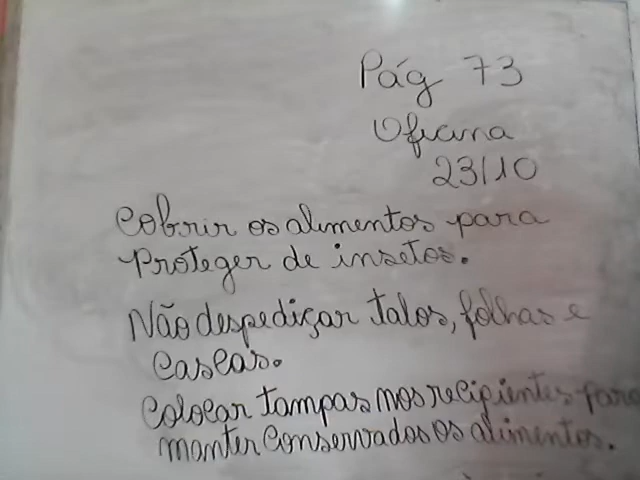 Pág 73
Oficina
23/10
Cobrir os alimentos para
Proteger de insetos.
Não despediçar talos, folhas e
Cascas.
Colocar tampas nos recipientes para
manter conservados os alimentos.